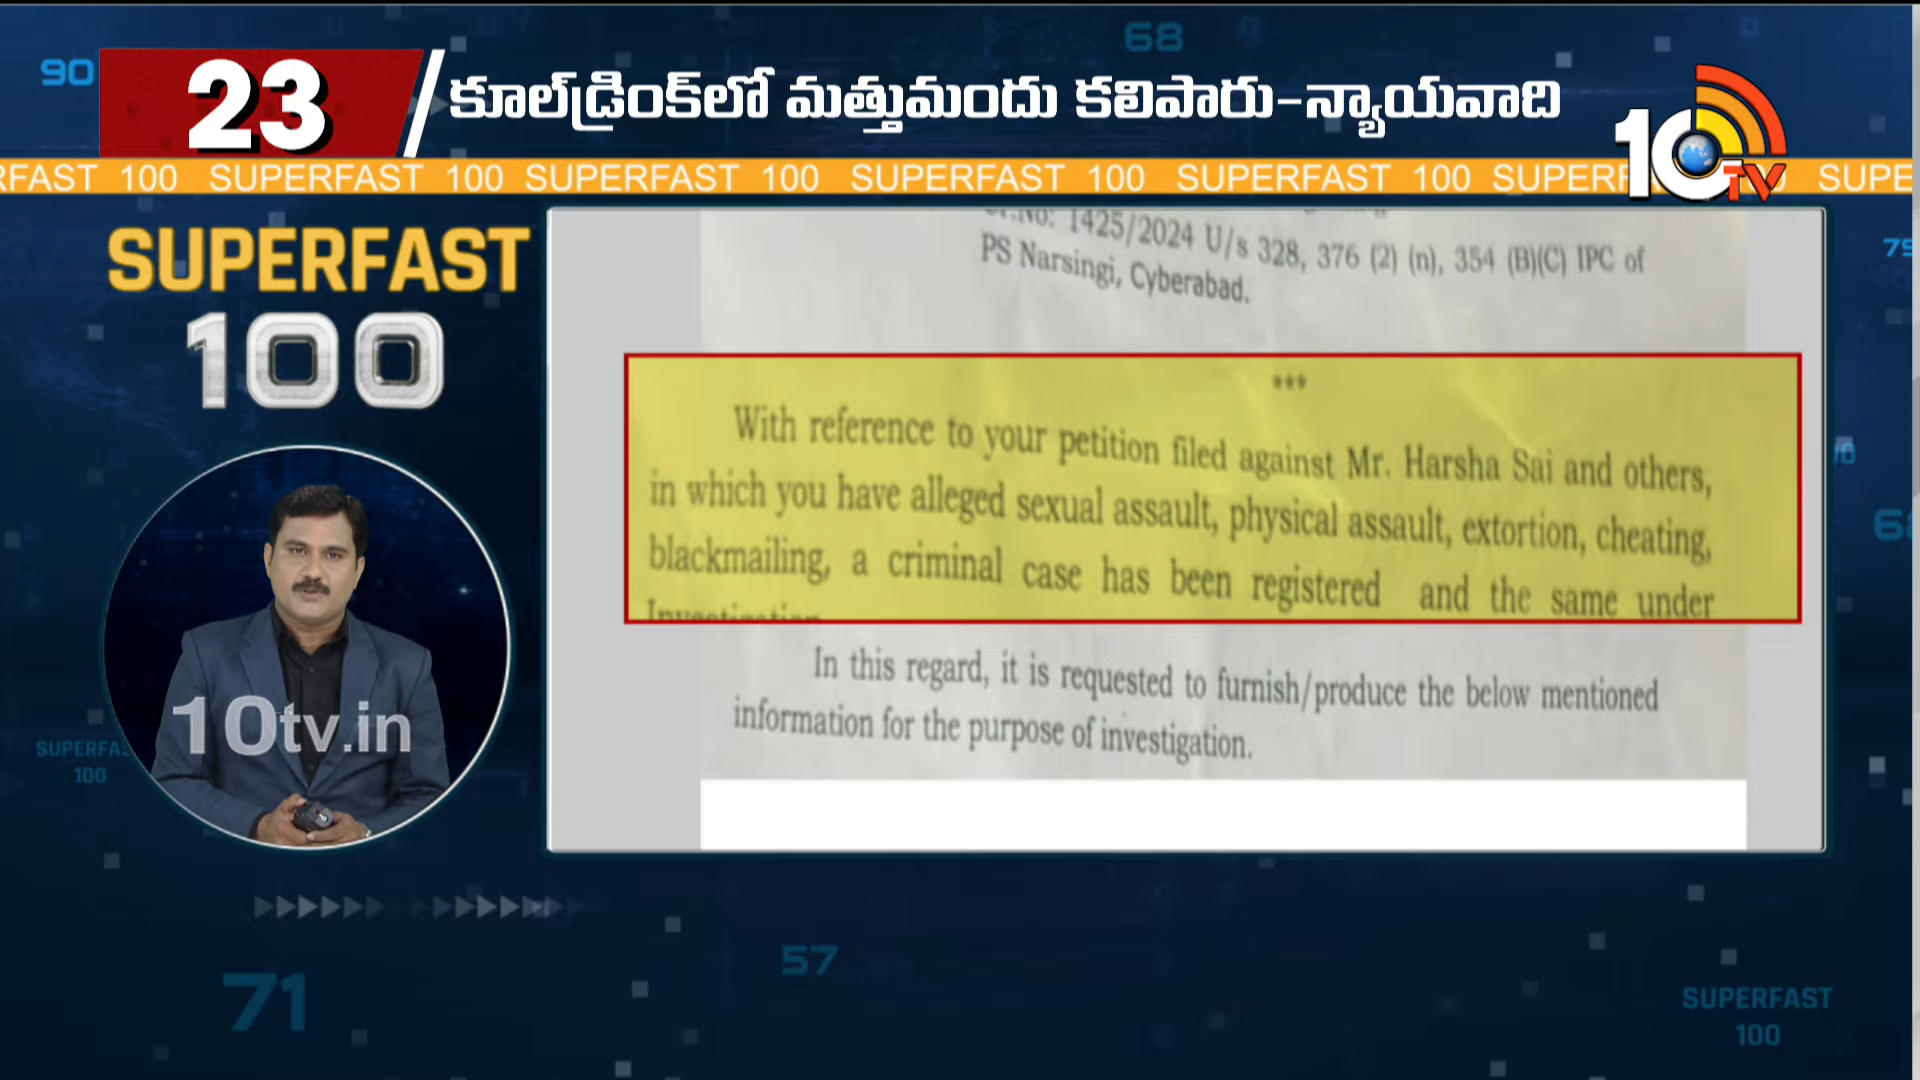 68
90
23
కూల్‌డ్రింక్‌లో మత్తుమందు కలిపారు-న్యాయవాది
10TV
RFAST 100 SUPERFAST 100 SUPERFAST 100 SUPERFAST 100 SUPERFAST 100 SUPERF SUPE
SUPERFAST
100
1425/2024 U/s 328, 376 (2) (n), 354 (B)(C) IPC of
PS Narsingi, Cyberabad.
***
With reference to your petition filed against Mr. Harsha Sai and others,
in which you have alleged sexual assault, physical assault, extortion, cheating,
blackmailing, a criminal case has been registered and the same under
Investigation
In this regard, it is requested to furnish/produce the below mentioned
information for the purpose of investigation.
10tv.in
SUPERFAS
100
57
71
SUPERFAST
100